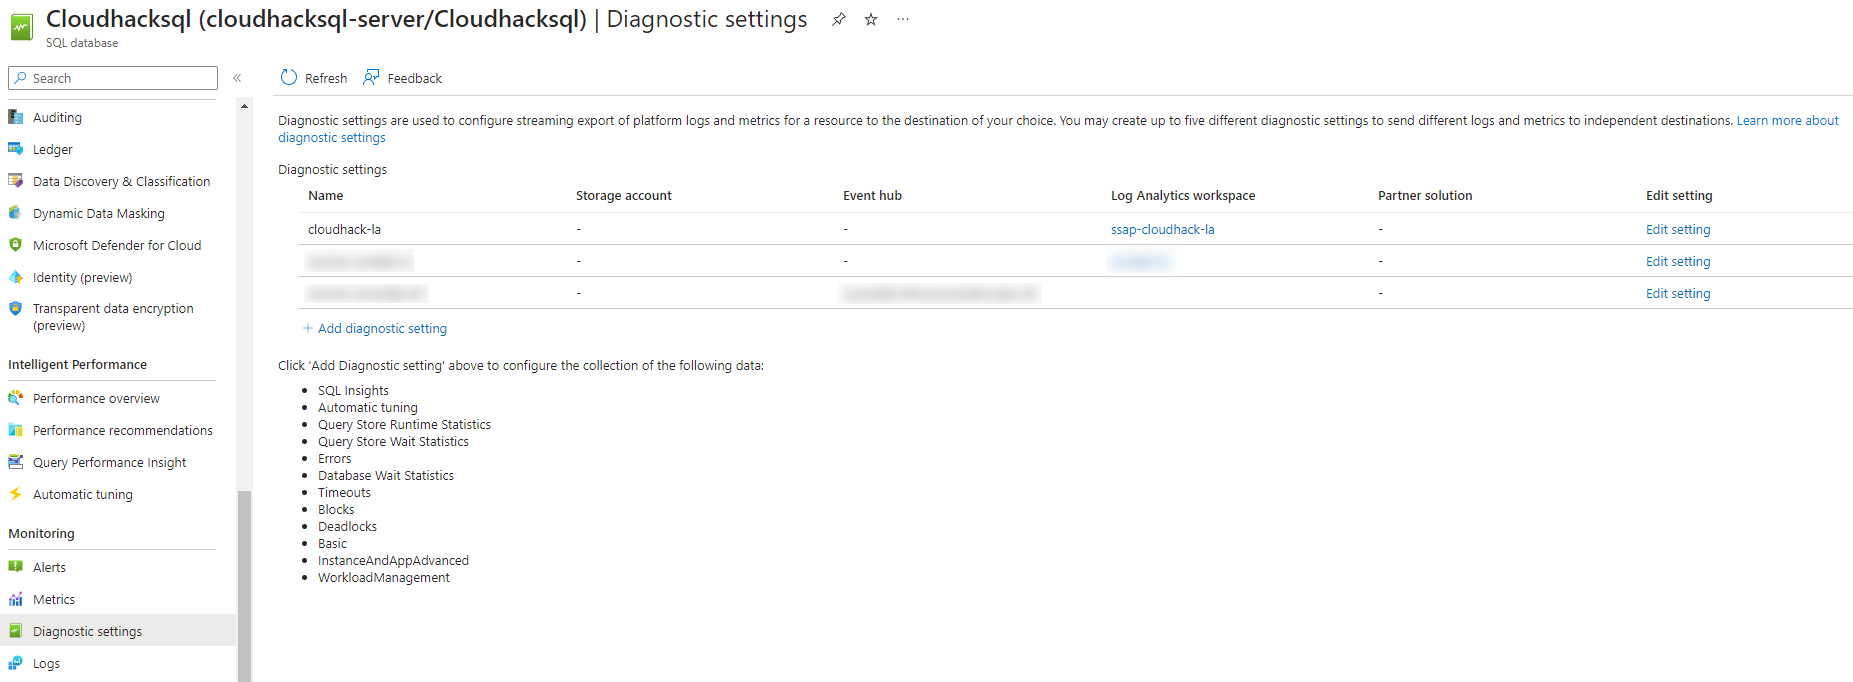 Cloudhacksql (cloudhacksql-server/Cloudhacksql) | Diagnostic settings
SQL database
Search
Auditing
Ledger
Data Discovery & Classification
Dynamic Data Masking
Microsoft Defender for Cloud
Identity (preview)
Transparent data encryption
(preview)
Intelligent Performance
Performance overview
Performance recommendations
Query Performance Insight
Automatic tuning
Monitoring
Alerts
Metrics
Diagnostic settings
Logs
Refresh Feedback
Diagnostic settings are used to configure streaming export of platform logs and metrics for a resource to the destination of your choice. You may create up to five different diagnostic settings to send different logs and metrics to independent destinations. Learn more about
diagnostic settings
Diagnostic settings
Name Storage account Event hub Log Analytics workspace Partner solution Edit setting
cloudhack-la - - ssap-cloudhack-la - Edit setting
- - - Edit setting
- - Edit setting
+ Add diagnostic setting
Click 'Add Diagnostic setting' above to configure the collection of the following data:
• SQL Insights
• Automatic tuning
• Query Store Runtime Statistics
• Query Store Wait Statistics
• Errors
• Database Wait Statistics
• Timeouts
• Blocks
• Deadlocks
• Basic
• InstanceAndAppAdvanced
• WorkloadManagement